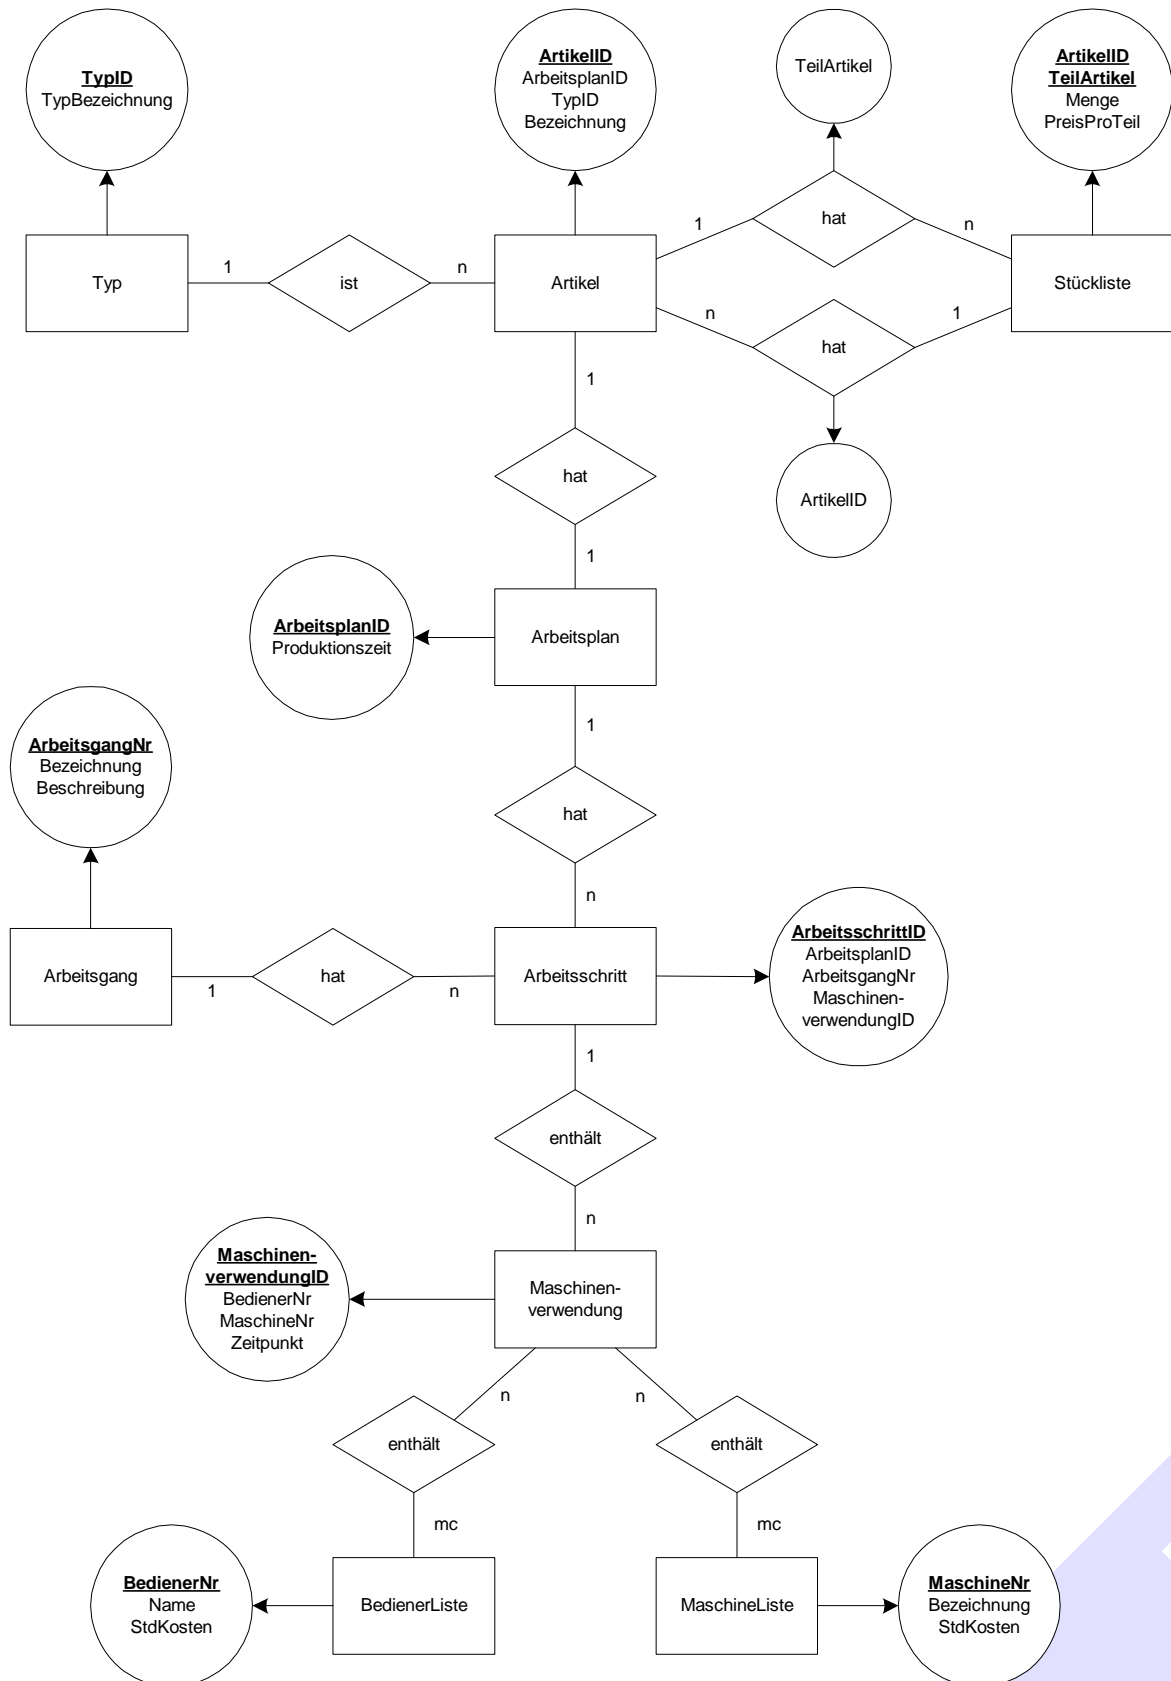 TypID
TypBezeichnung
ArtikelID
ArbeitsplanID
TypID
Bezeichnung
TeilArtikel
ArtikelID
TeilArtikel
Menge
PreisProTeil
hat
1
n
Typ
1
ist
n
Artikel
Stückliste
n
hat
1
1
hat
ArtikelID
1
ArbeitsplanID
Produktionszeit
Arbeitsplan
1
ArbeitsgangNr
Bezeichnung
Beschreibung
hat
n
Arbeitsgang
1
hat
n
Arbeitsschritt
ArbeitsschrittID
ArbeitsplanID
ArbeitsgangNr
Maschinen-
verwendungID
1
enthält
n
Maschinen-
verwendungID
BedienerNr
MaschineNr
Zeitpunkt
Maschinen-
verwendung
n
n
enthält
enthält
mc
mc
BedienerNr
Name
StdKosten
BedienerListe
MaschineListe
MaschineNr
Bezeichnung
StdKosten